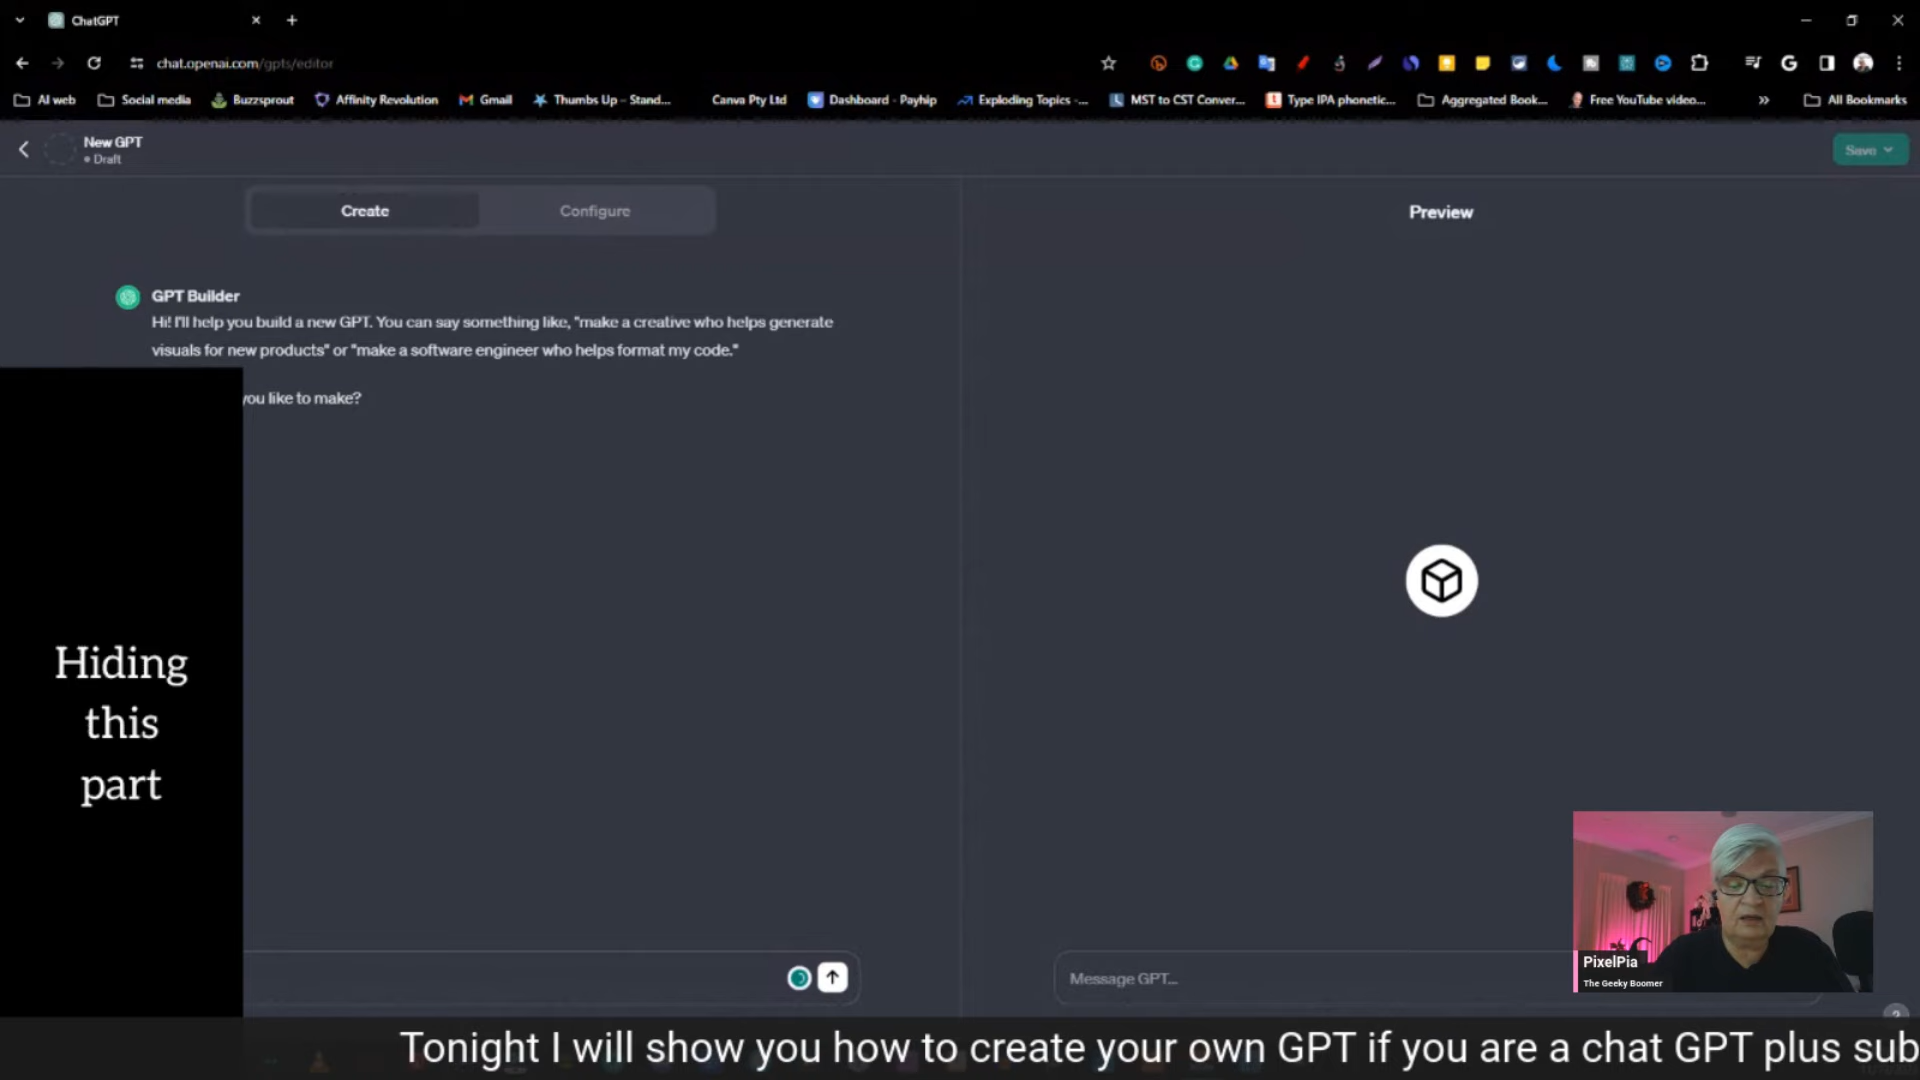 ChatGPT
chat.openai.com/gpts/editor
AI web Social media Buzzsprout Affinity Revolution Gmail Thumbs Up – Stand... Canva Pty Ltd Dashboard - Payhip Exploding Topics -... MST to CST Conver... Type IPA phonetic... Aggregated Book... Free YouTube video... » All Bookmarks
New GPT
Draft
Save
Create Configure
Preview
GPT Builder
Hi! I'll help you build a new GPT. You can say something like, "make a creative who helps generate
visuals for new products" or "make a software engineer who helps format my code."
you like to make?
Hiding
this
part
Message GPT...
PixelPia
The Geeky Boomer
Tonight I will show you how to create your own GPT if you are a chat GPT plus sub